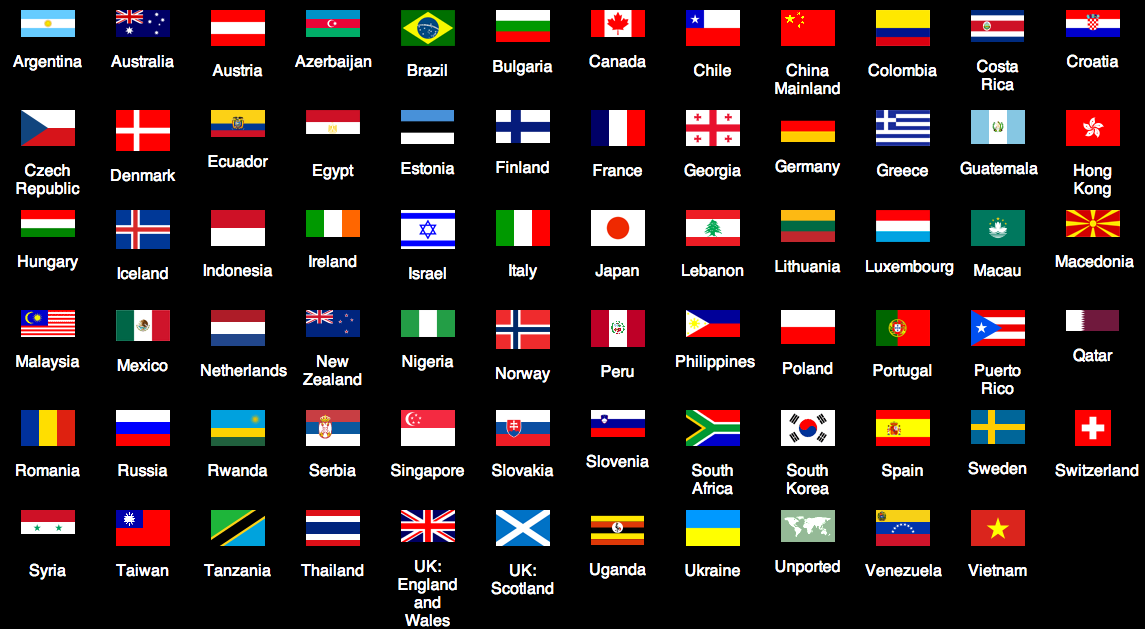 Argentina
Australia
Austria
Azerbaijan
Brazil
Bulgaria
Canada
Chile
China
Mainland
Colombia
Costa
Rica
Croatia
Czech
Republic
Denmark
Ecuador
Egypt
Estonia
Finland
France
Georgia
Germany
Greece
Guatemala
Hong
Kong
Hungary
Iceland
Indonesia
Ireland
Israel
Italy
Japan
Lebanon
Lithuania
Luxembourg
Macau
Macedonia
Malaysia
Mexico
Netherlands
New
Zealand
Nigeria
Norway
Peru
Philippines
Poland
Portugal
Puerto
Rico
Qatar
Romania
Russia
Rwanda
Serbia
Singapore
Slovakia
Slovenia
South
Africa
South
Korea
Spain
Sweden
Switzerland
Syria
Taiwan
Tanzania
Thailand
UK:
England
and
Wales
UK:
Scotland
Uganda
Ukraine
Unported
Venezuela
Vietnam